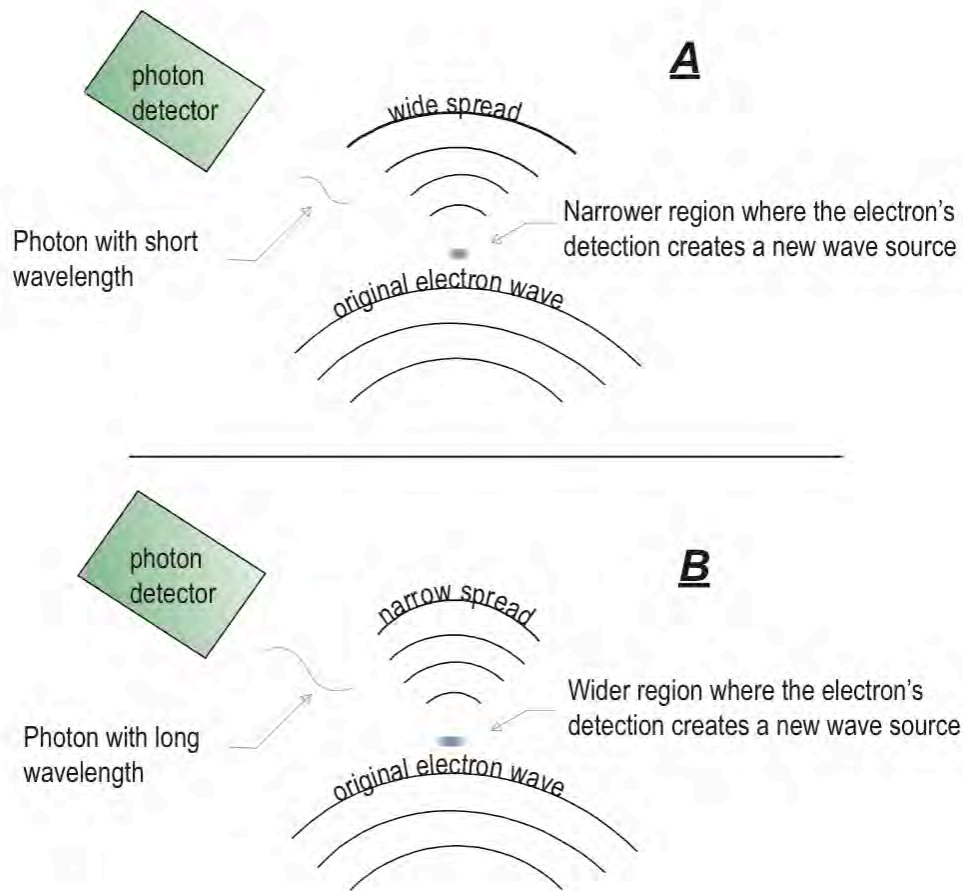 photon
detector
A
wide spread
Photon with short
wavelength
Narrower region where the electron's
detection creates a new wave source
original electron wave
photon
detector
B
narrow spread
Photon with long
wavelength
Wider region where the electron's
detection creates a new wave source
original electron wave